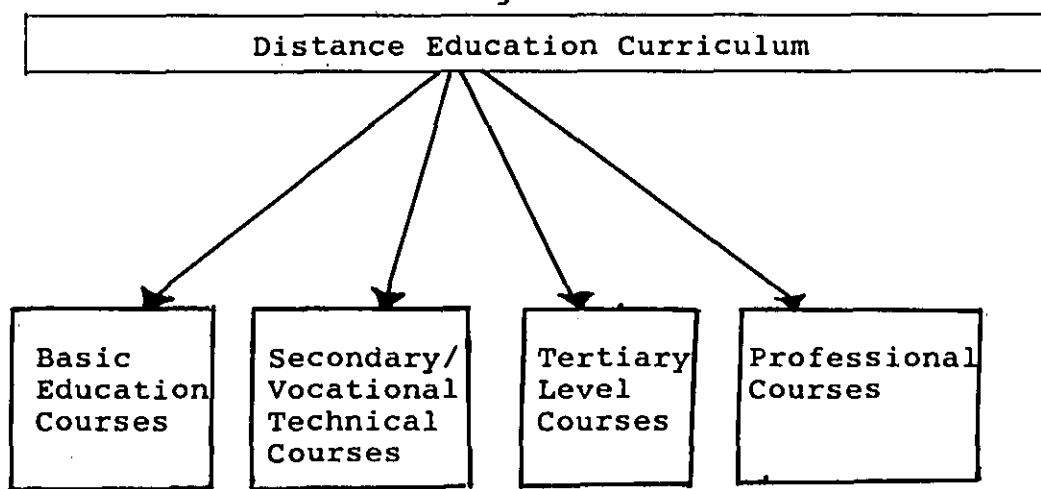 Distance Education Curriculum
Basic
Education
Courses
Secondary/
Vocational
Technical
Courses
Tertiary
Level
Courses
Professional
Courses